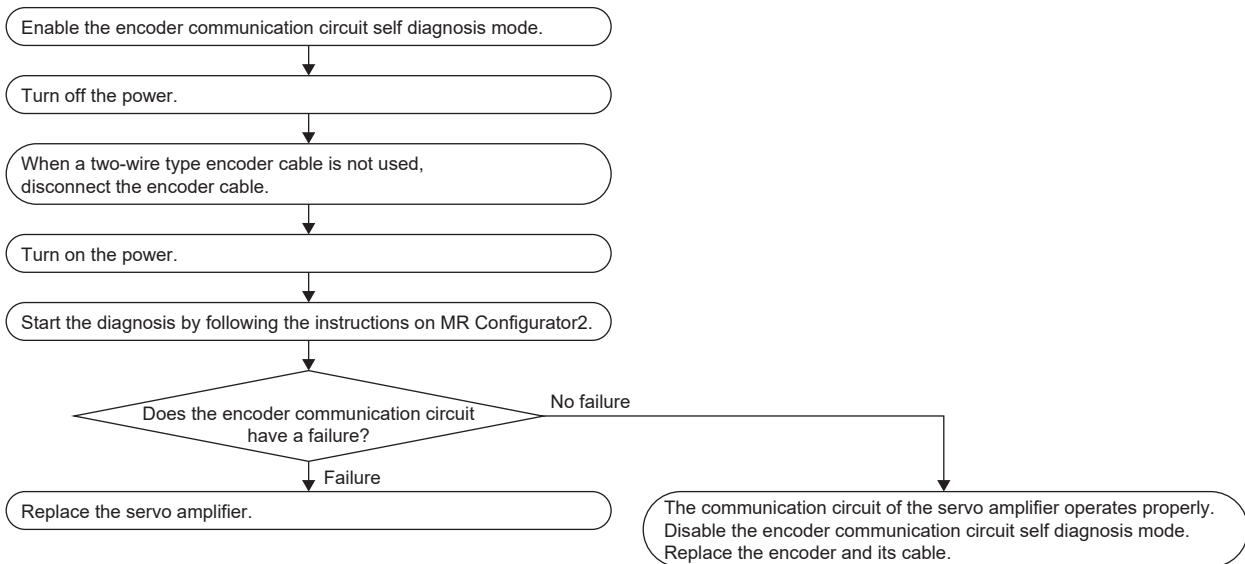 Enable the encoder communication circuit self diagnosis mode.
Turn off the power.
When a two-wire type encoder cable is not used,
disconnect the encoder cable.
Turn on the power.
Start the diagnosis by following the instructions on MR Configurator2.
Does the encoder communication circuit
have a failure?
No failure
Failure
Replace the servo amplifier.
The communication circuit of the servo amplifier operates properly.
Disable the encoder communication circuit self diagnosis mode.
Replace the encoder and its cable.